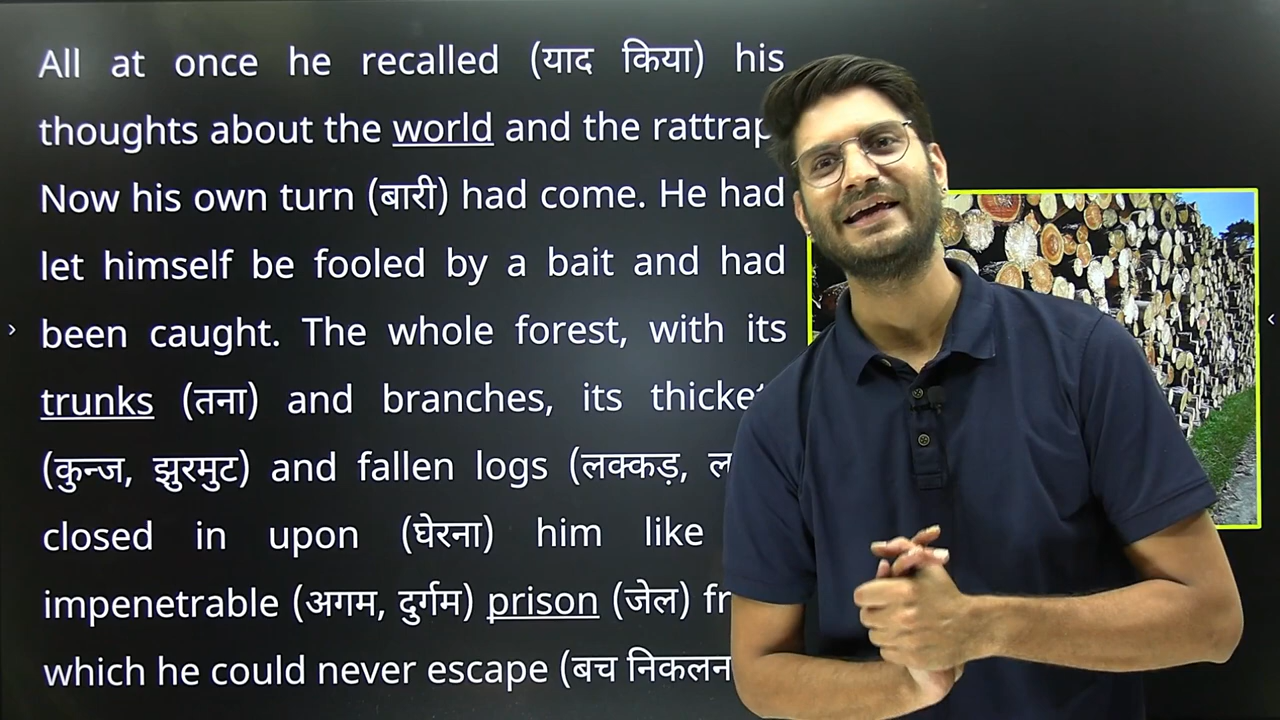 All at once he recalled (याद किया) his
thoughts about the world and the rattrap
Now his own turn (बारी) had come. He had
let himself be fooled by a bait and had
been caught. The whole forest, with its
trunks (तना) and branches, its
(कुन्ज, झुरमुट) and fallen logs (लक्कड़,
closed in upon (घेरना) him like
impenetrable (अगम, दुर्गम) prison (जेल)
which he could never escape (बच